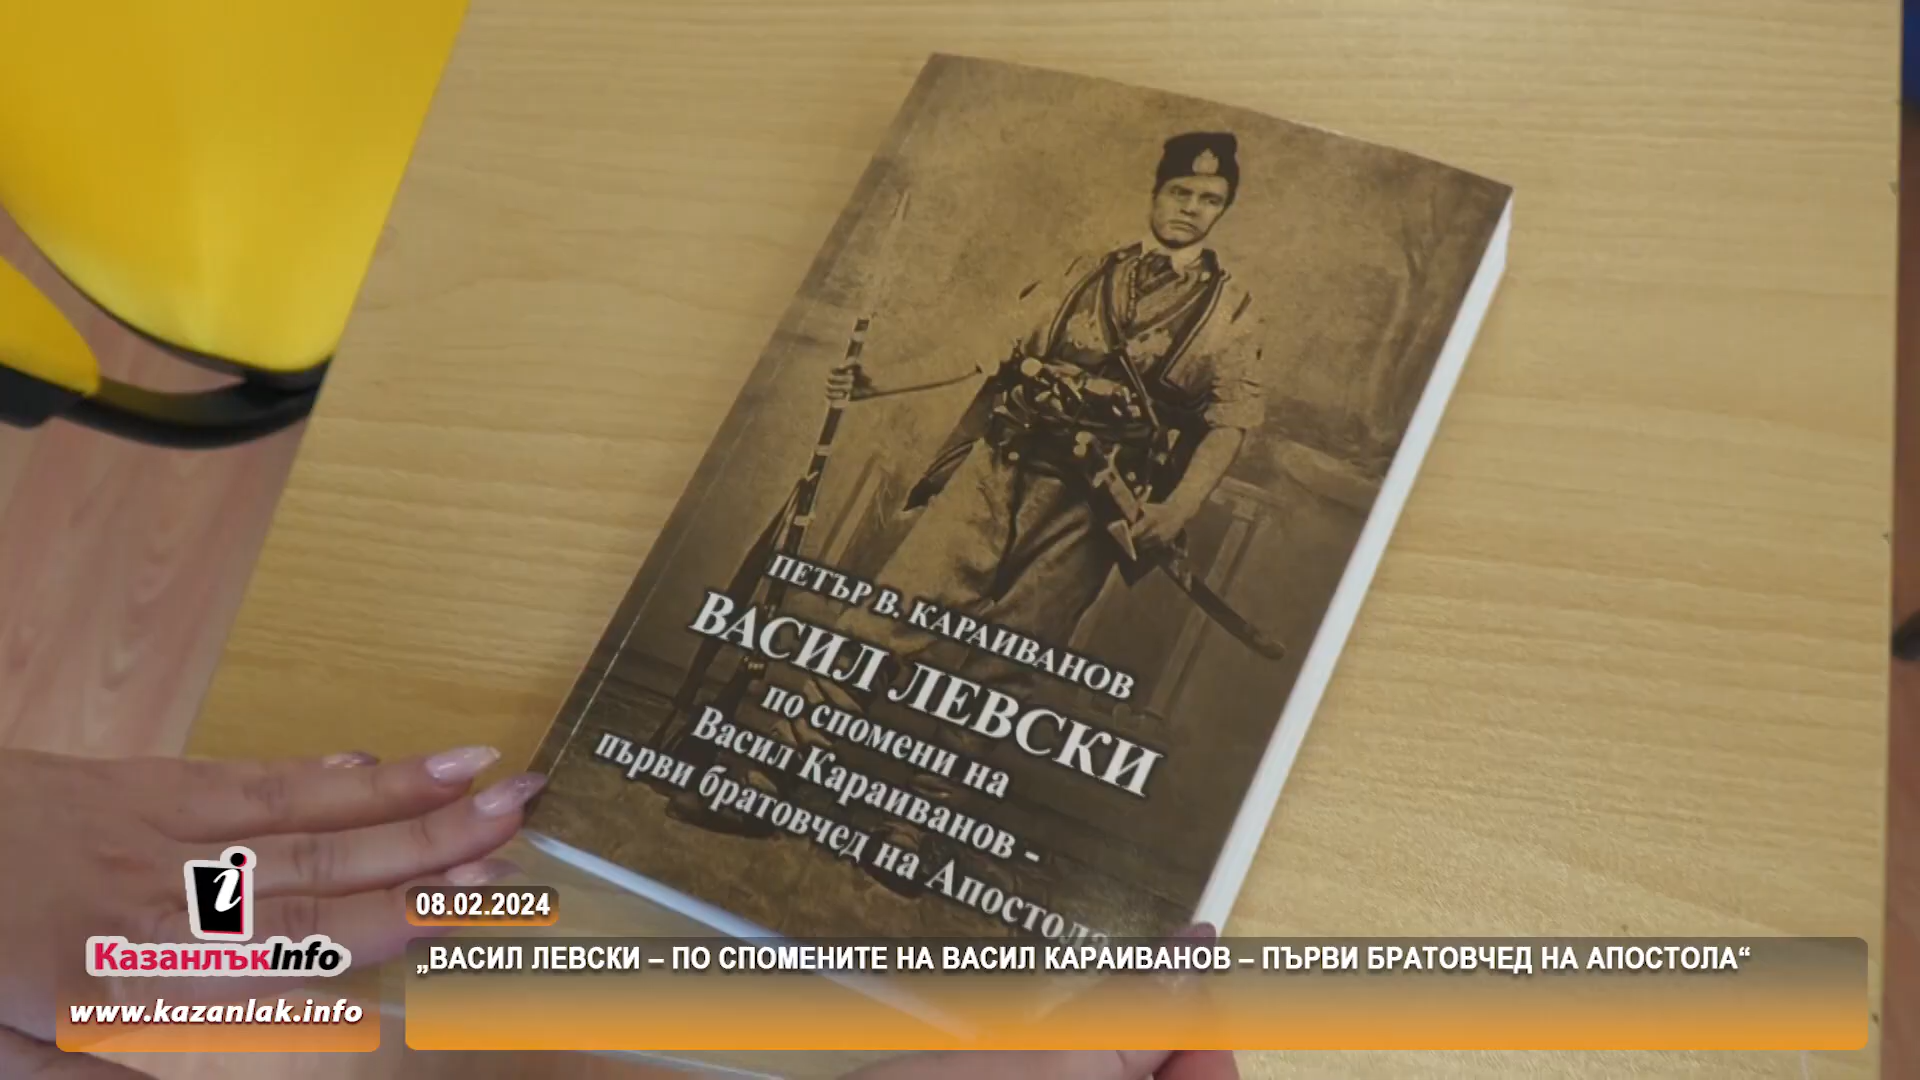 ПЕТЪР В. КАРАИВАНОВ
ВАСИЛ ЛЕВСКИ
по спомени на
Васил Караиванов -
първи братовчед на Апостола
i
КазанлъкInfo
www.kazanlak.info
08.02.2024
„ВАСИЛ ЛЕВСКИ – ПО СПОМЕНИТЕ НА ВАСИЛ КАРАИВАНОВ – ПЪРВИ БРАТОВЧЕД НА АПОСТОЛА“